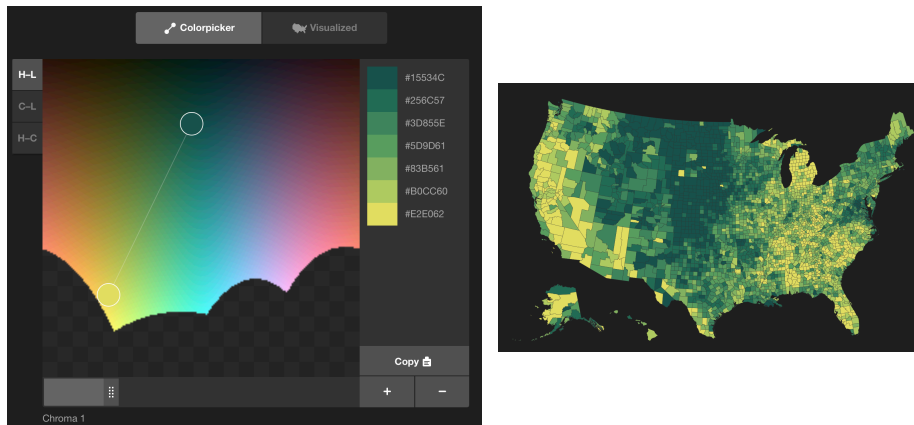 Colorpicker
Visualized
H–L
C–L
H–C
#15534C
#256C57
#3D855E
#5D9D61
#83B561
#B0CC60
#E2E062
Copy
+
−
Chroma 1